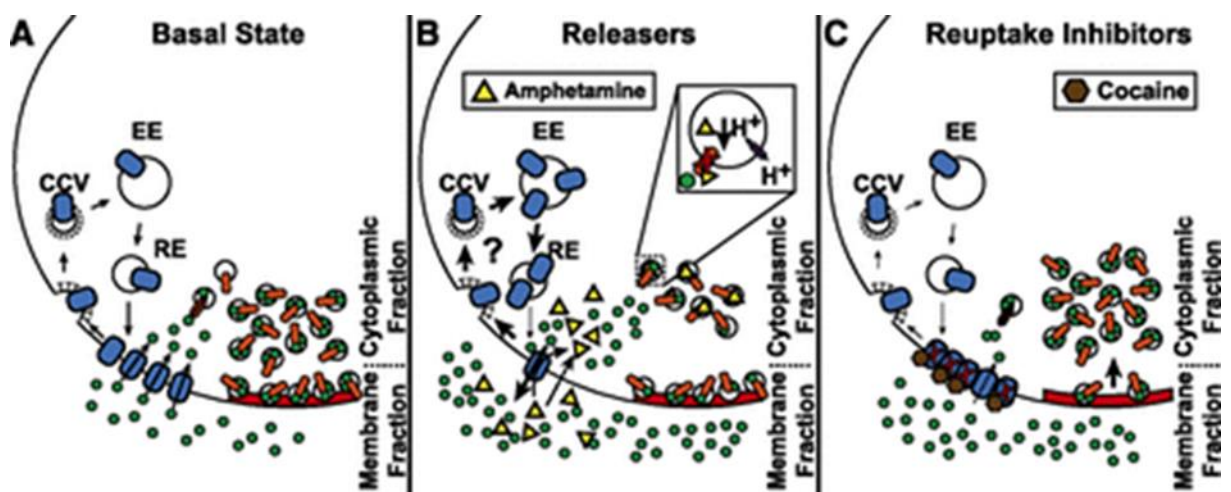 A Basal State
EE
CCV
RE
Cytoplasmic
Fraction
Membrane
Fraction
B Releasers
Amphetamine
EE
CCV
?
RE
H+
H+
Cytoplasmic
Fraction
Membrane
Fraction
C Reuptake Inhibitors
Cocaine
EE
CCV
RE
Cytoplasmic
Fraction
Membrane
Fraction